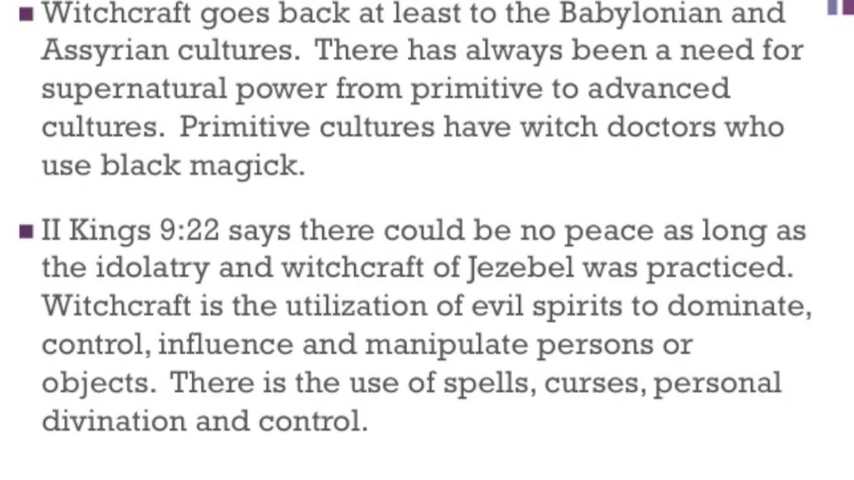 Witchcraft goes back at least to the Babylonian and
Assyrian cultures. There has always been a need for
supernatural power from primitive to advanced
cultures. Primitive cultures have witch doctors who
use black magick.
II Kings 9:22 says there could be no peace as long as
the idolatry and witchcraft of Jezebel was practiced.
Witchcraft is the utilization of evil spirits to dominate,
control, influence and manipulate persons or
objects. There is the use of spells, curses, personal
divination and control.